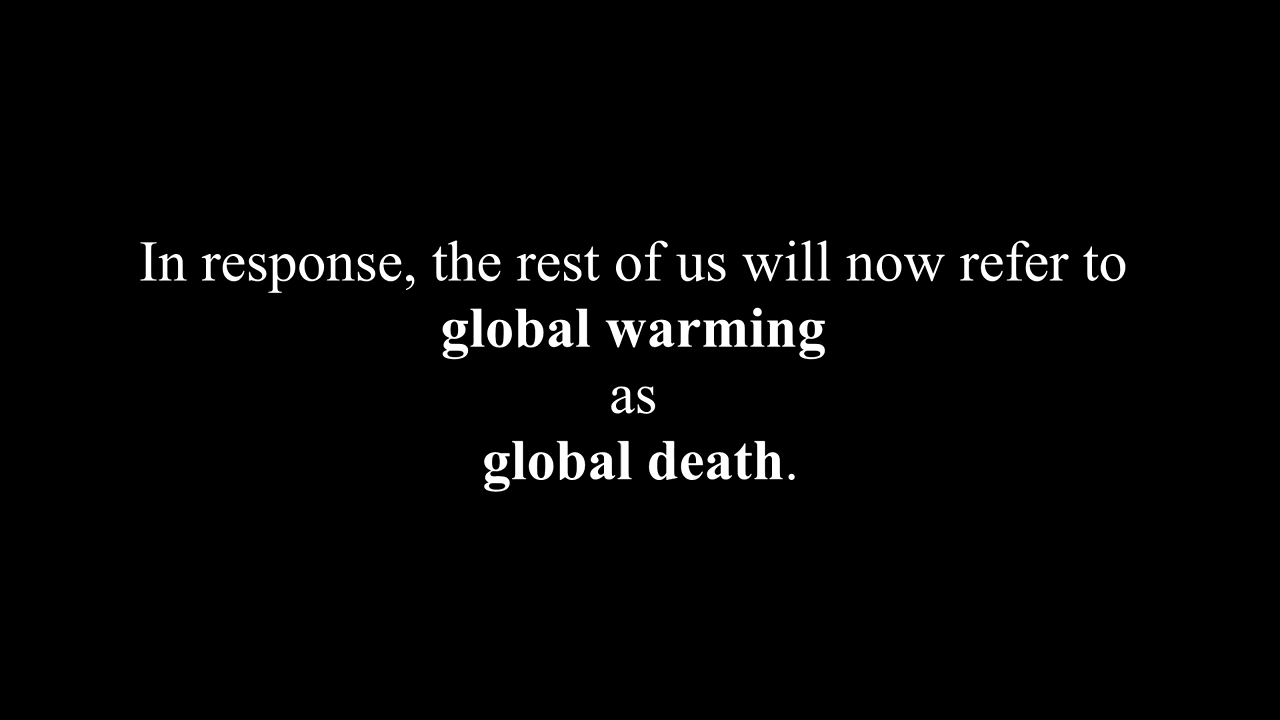 In response, the rest of us will now refer to
global warming
as
global death.